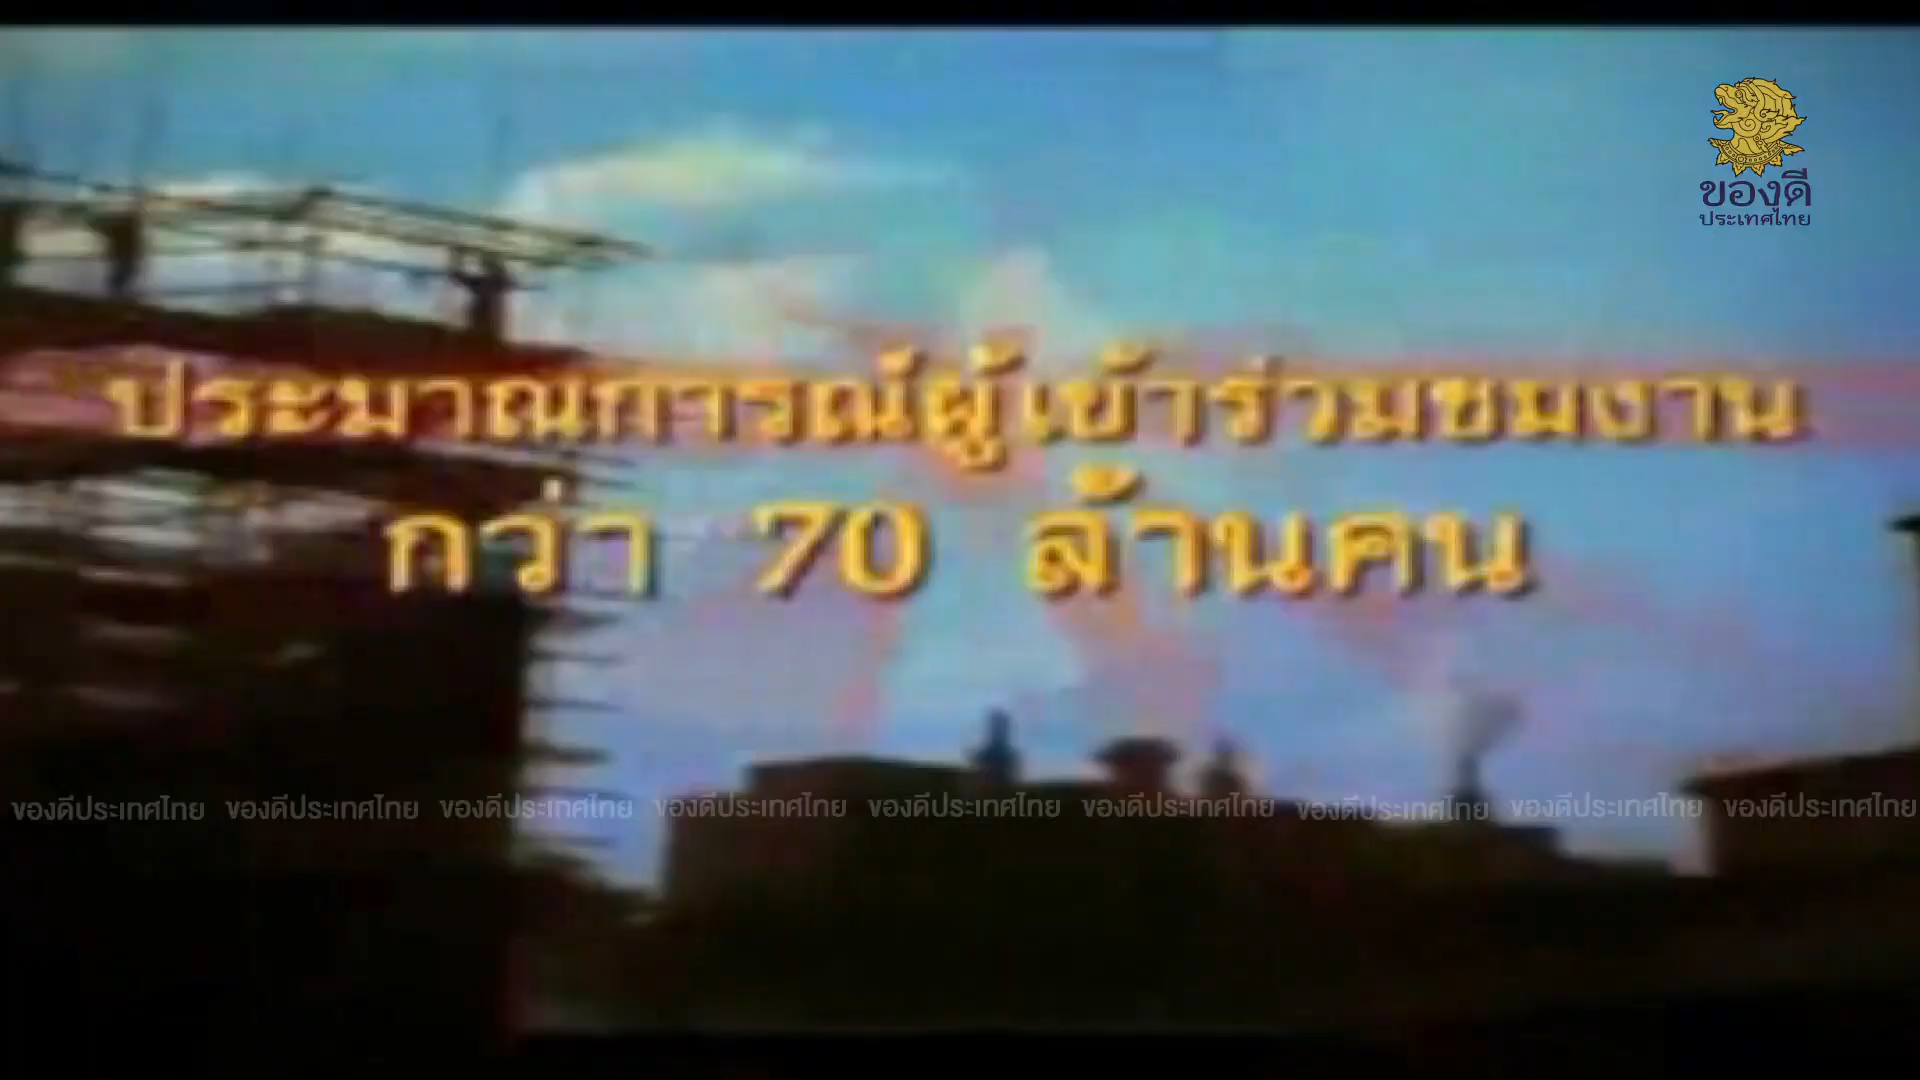 ของดี
ประเทศไทย
ประมาณการณ์ผู้เข้าร่วมชมงาน
กว่า 70 ล้านคน
ของดีประเทศไทย ของดีประเทศไทย ของดีประเทศไทย ของดีประเทศไทย ของดีประเทศไทย ของดีประเทศไทย ของดีประเทศไทย ของดีประเทศไทย ของดีประเทศไทย